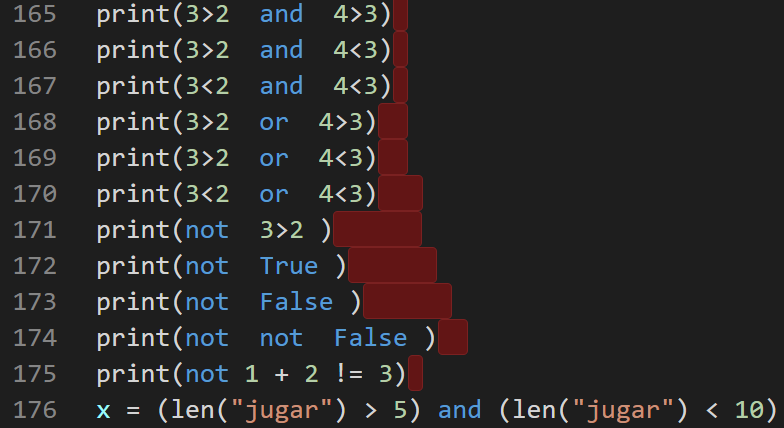 165 print(3>2  and  4>3)
166 print(3>2  and  4<3)
167 print(3<2  and  4<3)
168 print(3>2  or  4>3)
169 print(3>2  or  4<3)
170 print(3<2  or  4<3)
171 print(not  3>2 )
172 print(not  True )
173 print(not  False )
174 print(not  not  False )
175 print(not 1 + 2 != 3)
176 x = (len("jugar") > 5) and (len("jugar") < 10)